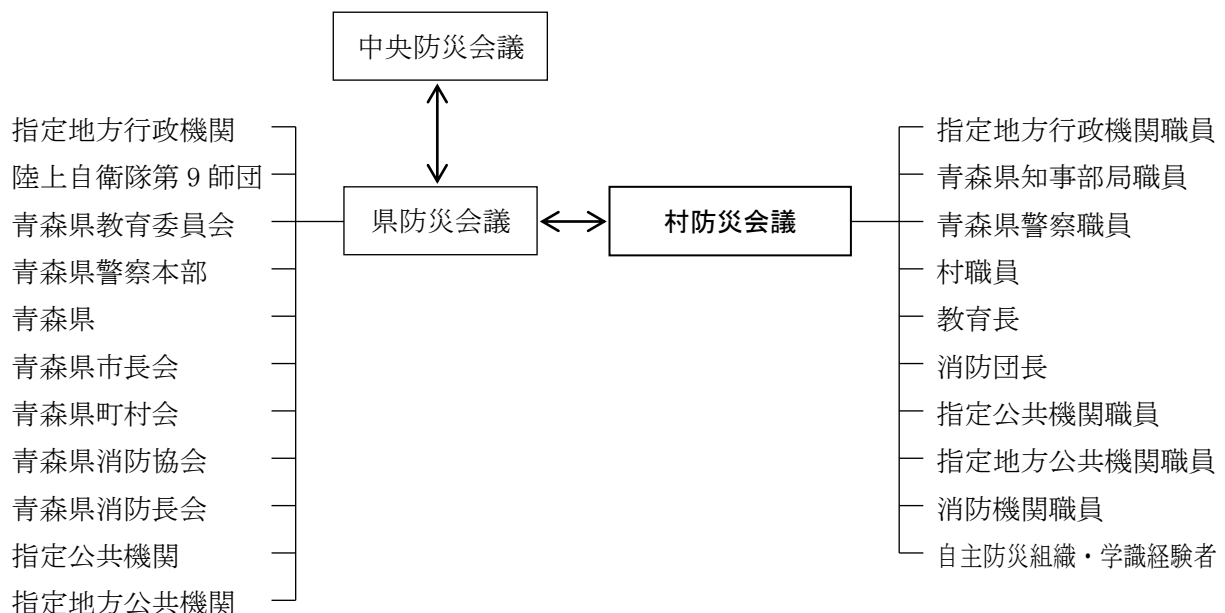 中央防災会議
指定地方行政機関
陸上自衛隊第9師団
青森県教育委員会
青森県警察本部
青森県
青森県市長会
青森県町村会
青森県消防協会
青森県消防長会
指定公共機関
指定地方公共機関
県防災会議
村防災会議
指定地方行政機関職員
青森県知事部局職員
青森県警察職員
村職員
教育長
消防団長
指定公共機関職員
指定地方公共機関職員
消防機関職員
自主防災組織・学識経験者